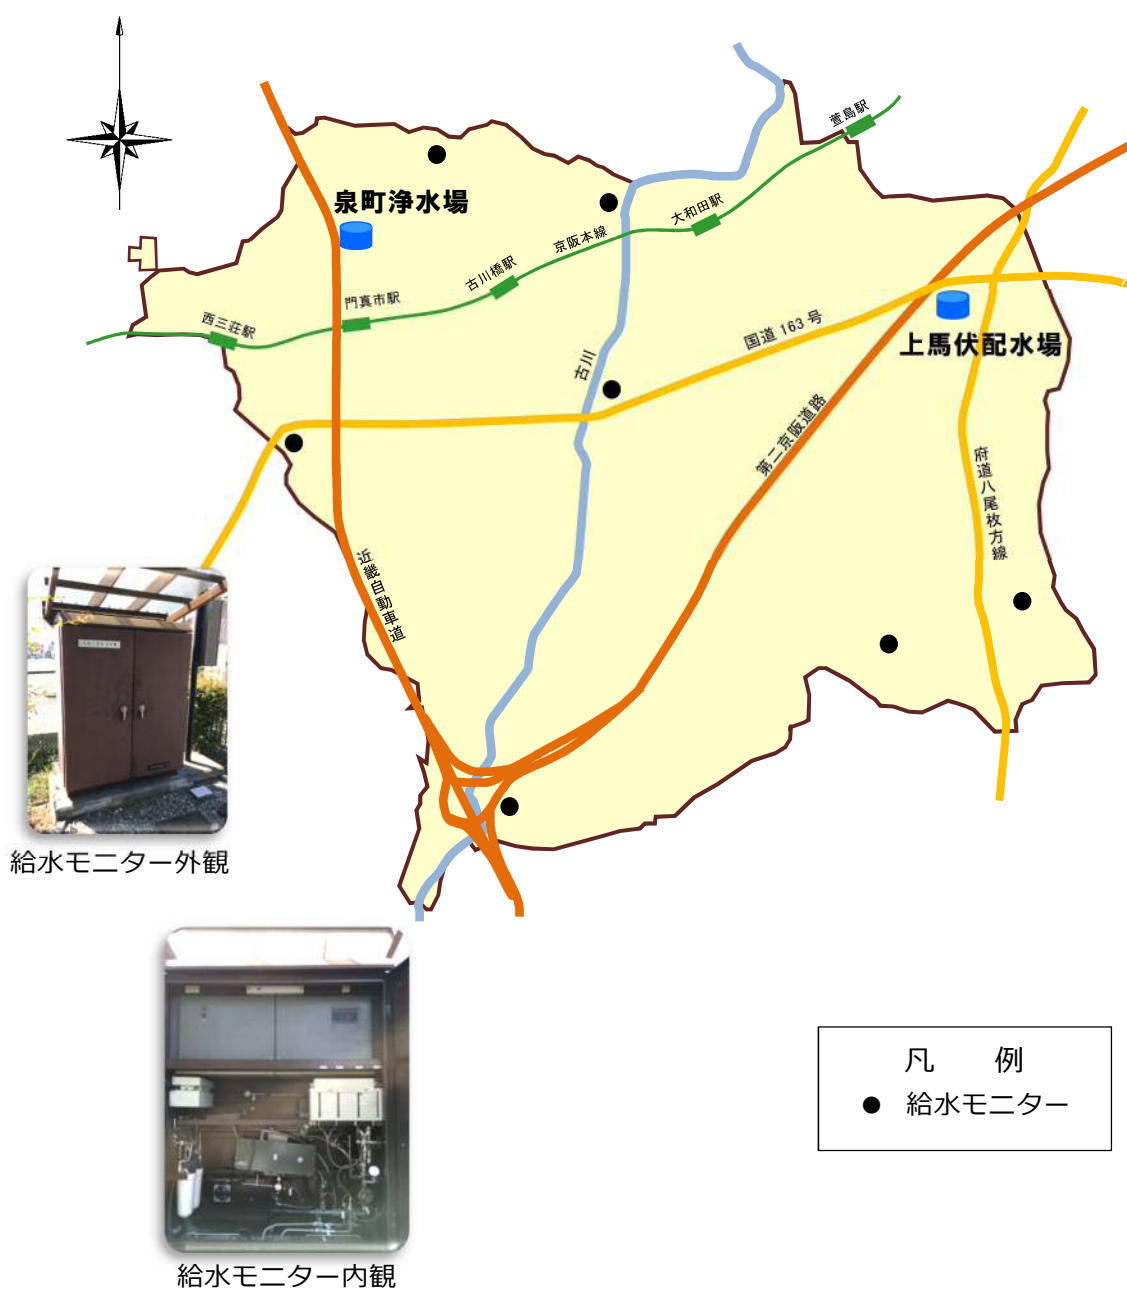 萱島駅
泉町浄水場
大和田駅
京阪本線
古川橋駅
門真市駅
西三荘駅
国道 163 号
上馬伏配水場
古川
第二京阪道路
府道八尾枚方線
近畿自動車道
給水モニター外観
給水モニター内観
凡　例
● 給水モニター